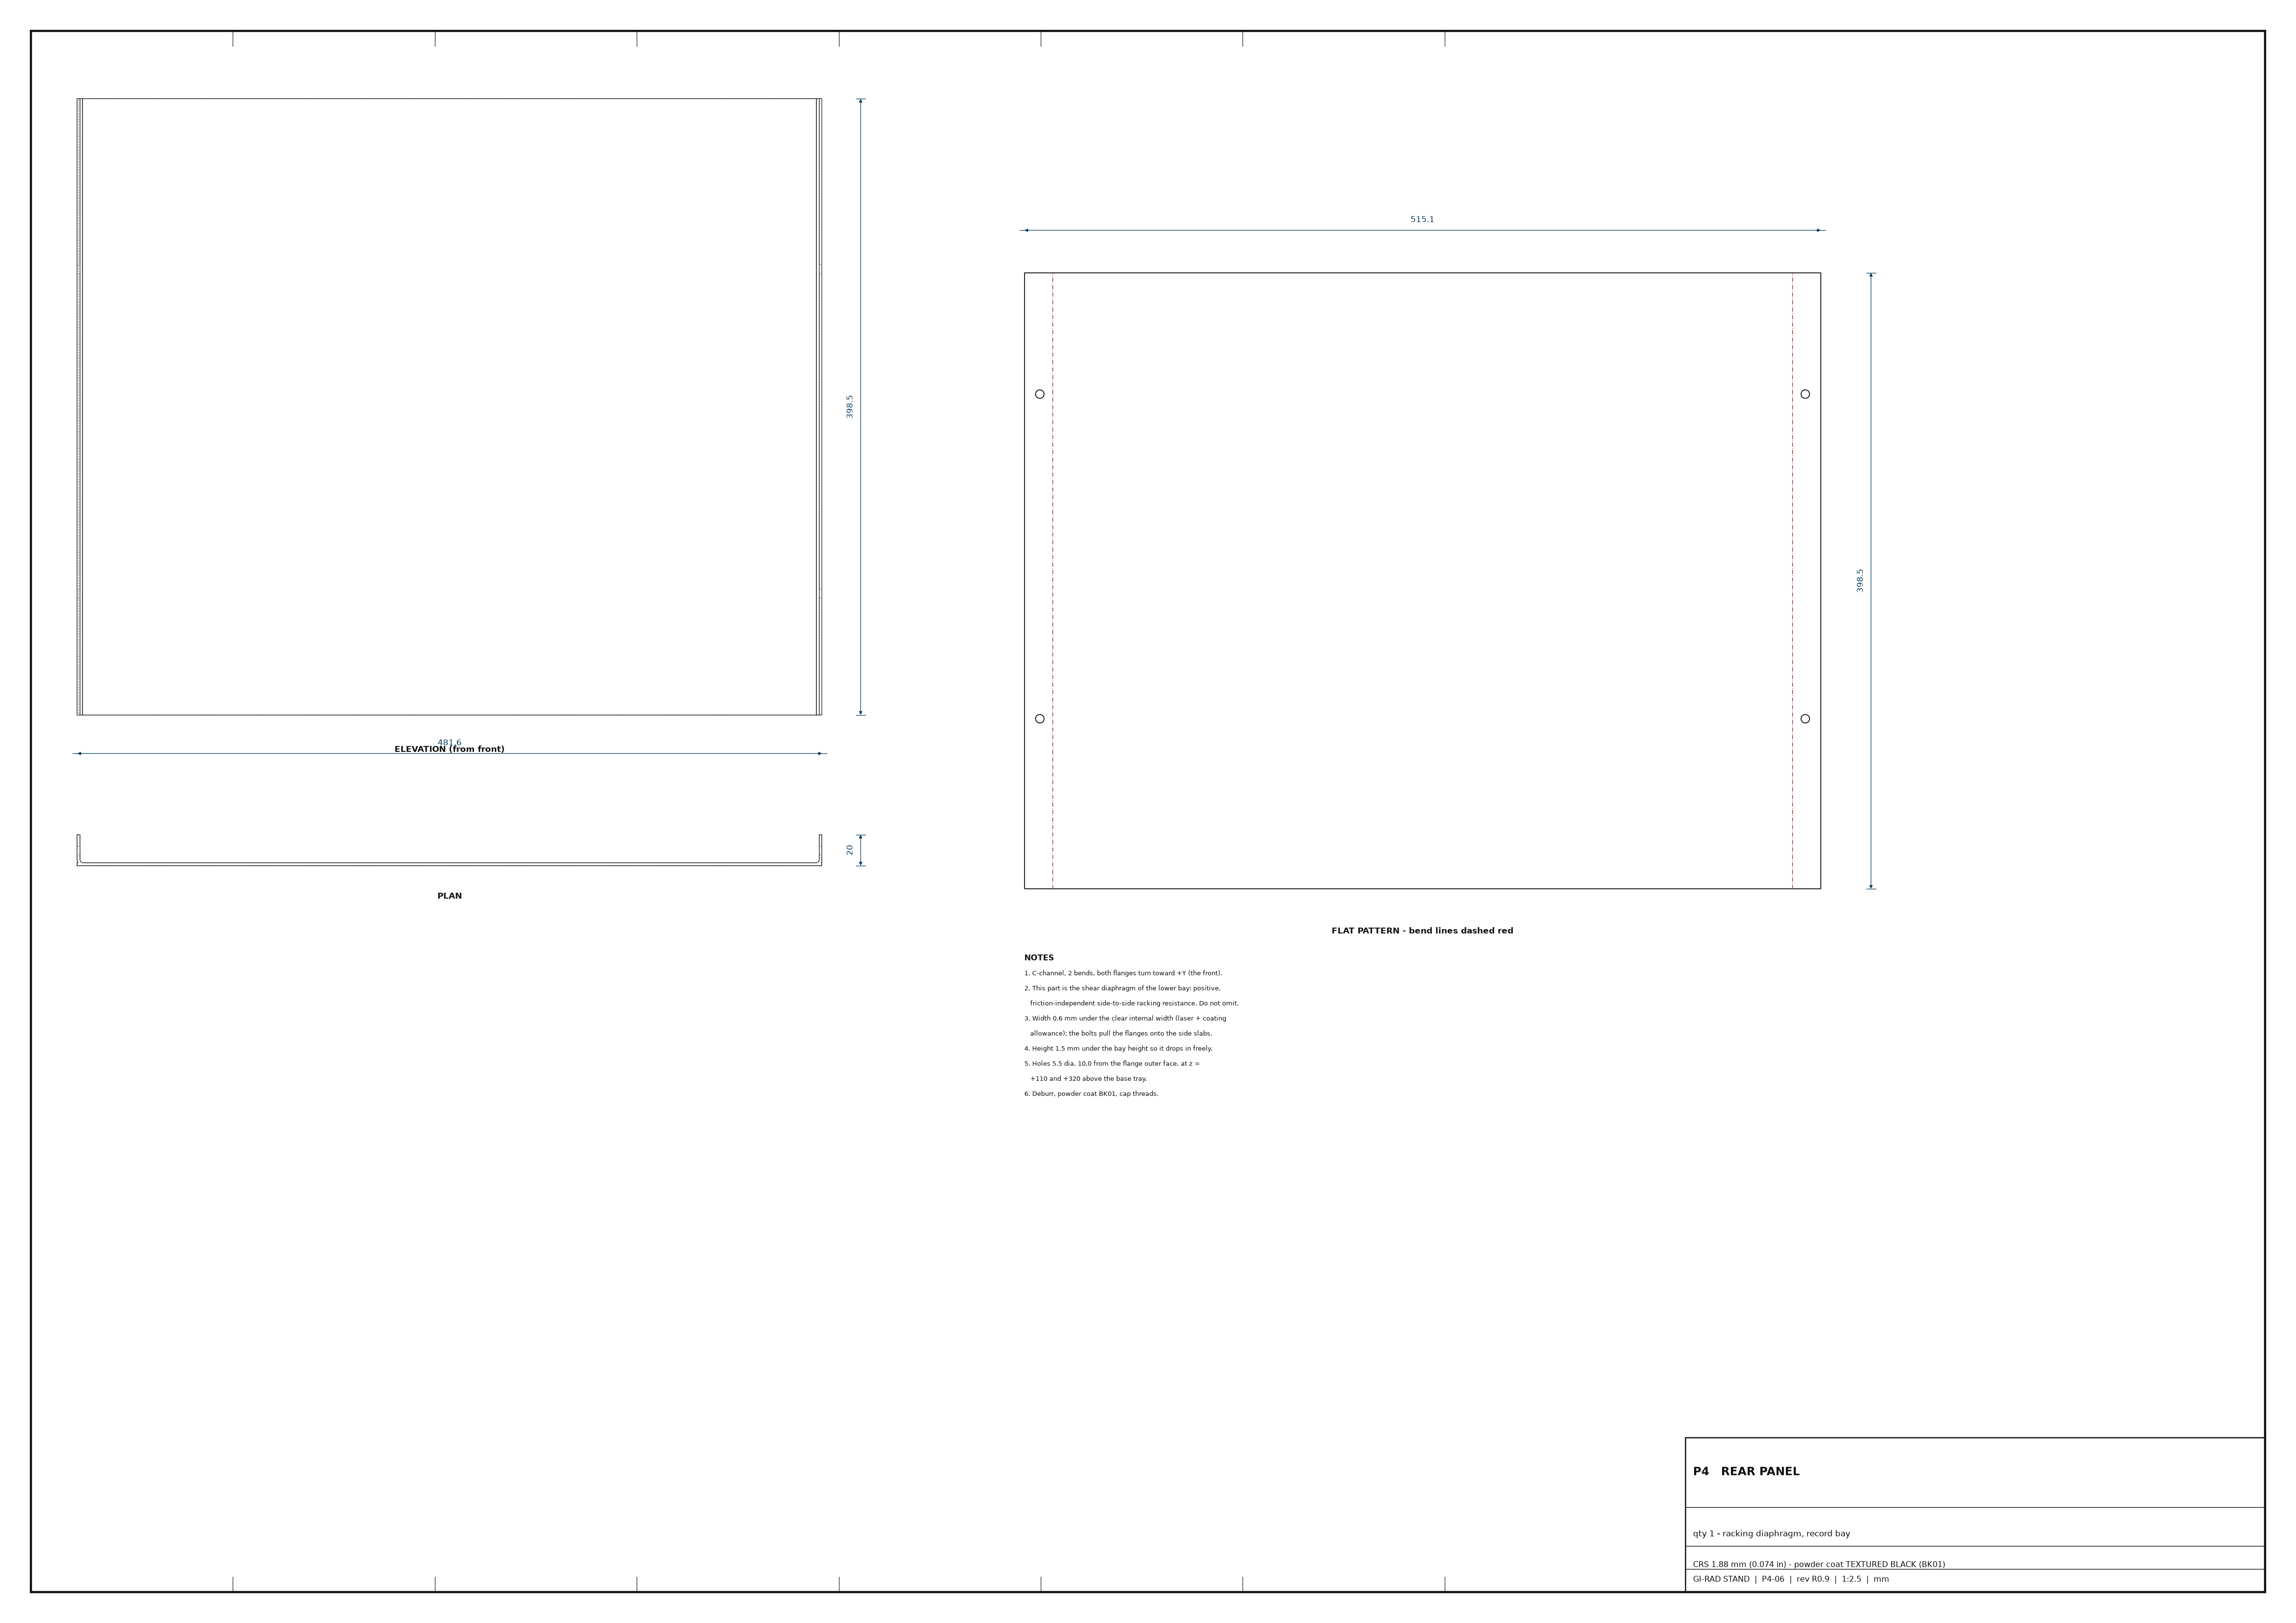 398.5
481.6
ELEVATION (from front)
20
PLAN
515.1
398.5
FLAT PATTERN - bend lines dashed red
NOTES
1. C-channel, 2 bends, both flanges turn toward +Y (the front).
2. This part is the shear diaphragm of the lower bay: positive,
friction-independent side-to-side racking resistance. Do not omit.
3. Width 0.6 mm under the clear internal width (laser + coating
allowance); the bolts pull the flanges onto the side slabs.
4. Height 1.5 mm under the bay height so it drops in freely.
5. Holes 5.5 dia, 10.0 from the flange outer face, at z =
+110 and +320 above the base tray.
6. Deburr, powder coat BK01, cap threads.
P4 REAR PANEL
qty 1 - racking diaphragm, record bay
CRS 1.88 mm (0.074 in) - powder coat TEXTURED BLACK (BK01)
GI-RAD STAND | P4-06 | rev R0.9 | 1:2.5 | mm